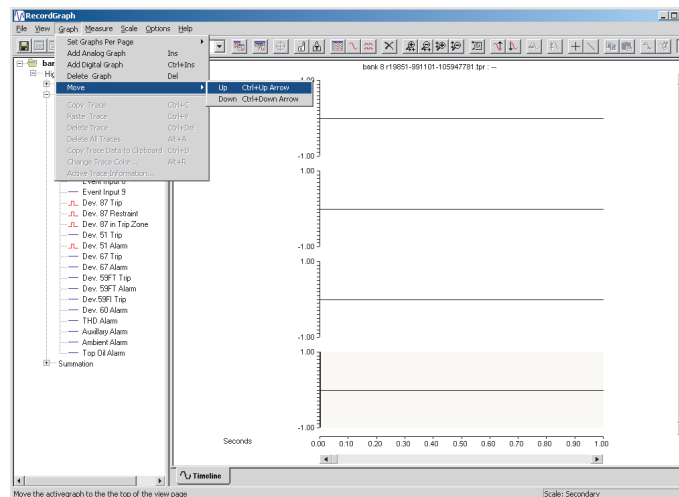 RecordGraph
File View Graph Measure Scale Options Help
Set Graphs Per Page
Add Analog Graph Ins
Add Digital Graph Ctrl+Ins
Delete Graph Del
Move
Up Ctrl+Up Arrow
Down Ctrl+Down Arrow
Copy Trace Ctrl+C
Paste Trace Ctrl+V
Delete Trace Ctrl+Del
Delete All Traces Alt+A
Copy Trace Data to Clipboard Ctrl+D
Change Trace Color... Alt+R
Active Trace Information...
bank 8 r19851-991101-105947781.tpr : --
Event Input 9
Dev. 87 Trip
Dev. 87 Restraint
Dev. 87 in Trip Zone
Dev. 51 Trip
Dev. 51 Alarm
Dev. 67 Trip
Dev. 67 Alarm
Dev. 59FT Trip
Dev. 59FT Alarm
Dev.59FI Trip
Dev. 60 Alarm
THD Alarm
Auxillary Alarm
Ambient Alarm
Top Oil Alarm
Summation
-1.00
1.00
-1.00
1.00
-1.00
1.00
-1.00
Seconds
0.00 0.10 0.20 0.30 0.40 0.50 0.60 0.70 0.80 0.90 1.00
Timeline
Move the activegraph to the the top of the view page
Scale: Secondary